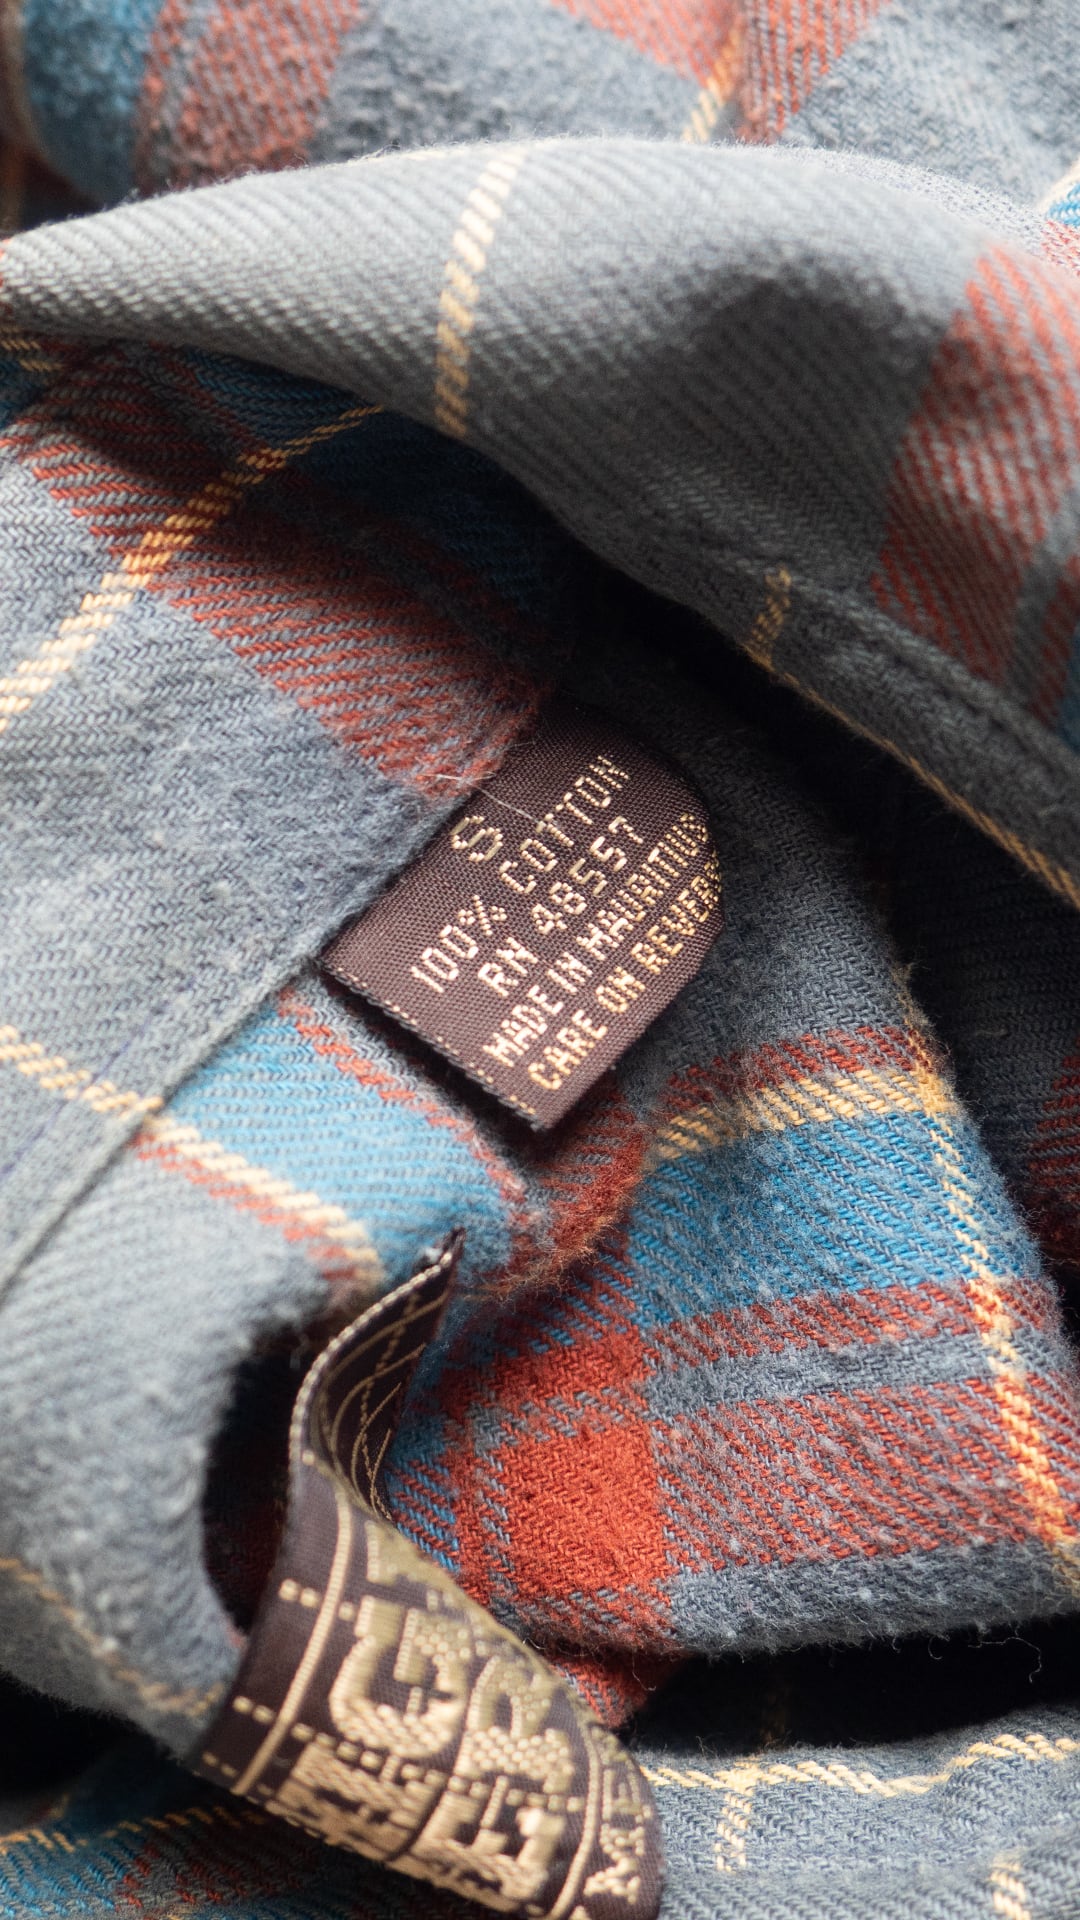 S
100% COTTON
RN 48557
MADE IN MAURITIUS
CARE ON REVERSE